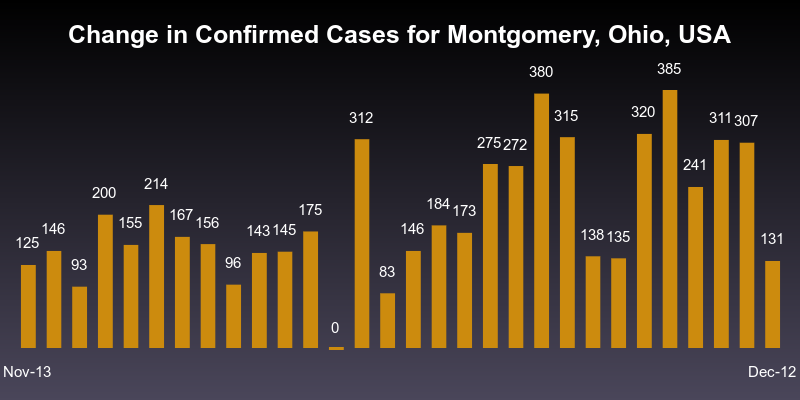 Change in Confirmed Cases for Montgomery, Ohio, USA
125 146 93 200 155 214 167 156 96 143 145 175 0 312 83 146 184 173 275 272 380 315 138 135 320 385 241 311 307 131
Nov-13 Dec-12